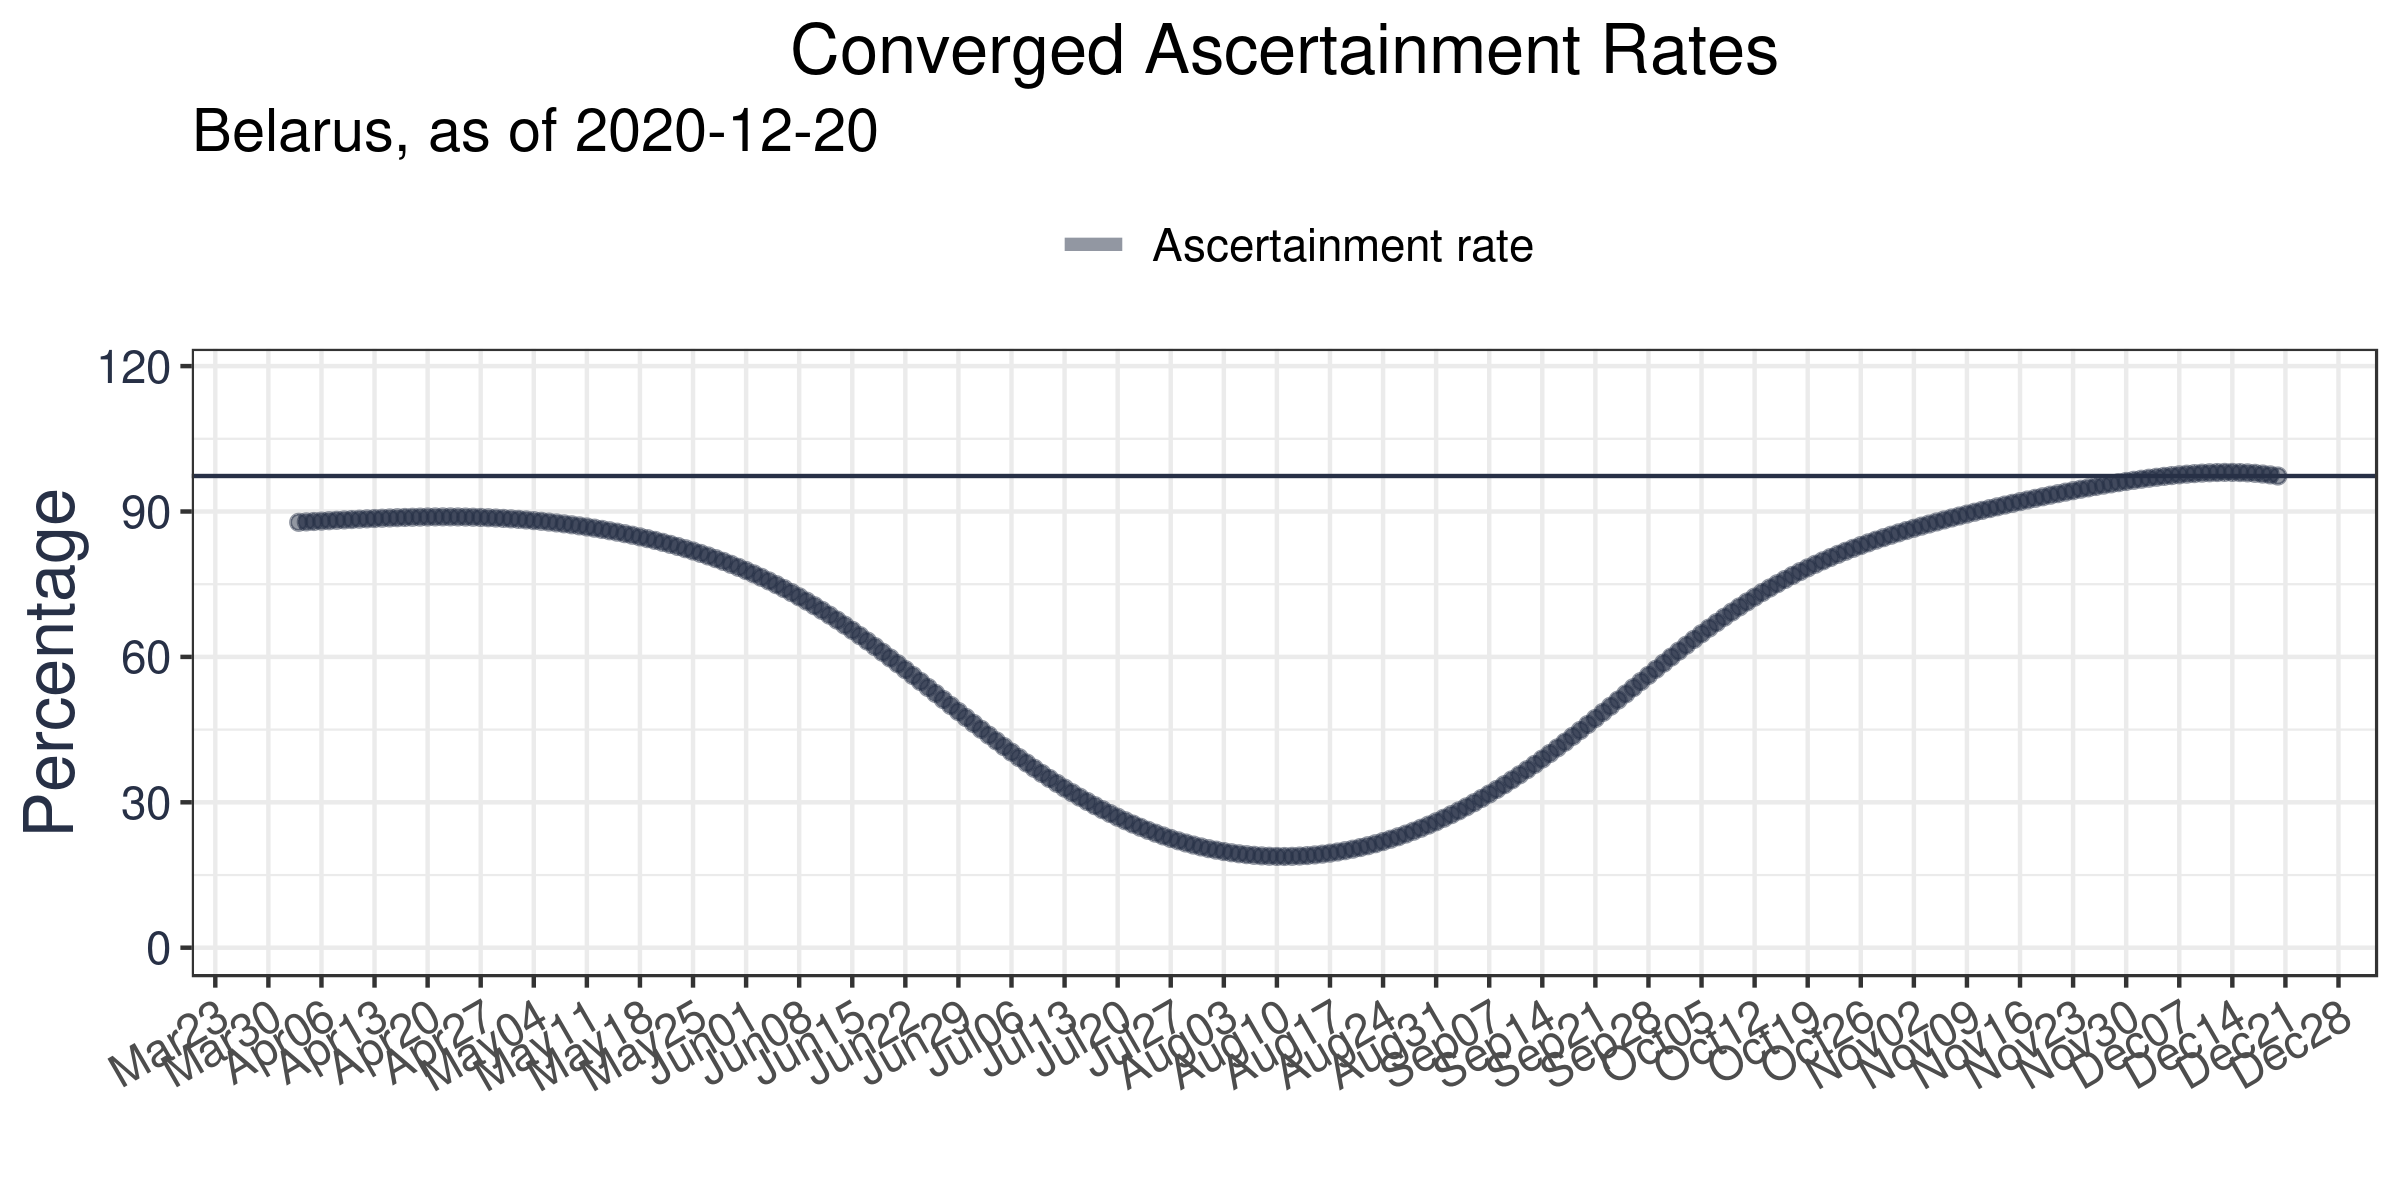 Converged Ascertainment Rates
Belarus, as of 2020-12-20
Ascertainment rate
Percentage
120
90
60
30
0
Mar23
Mar30
Apr06
Apr13
Apr20
Apr27
May04
May11
May18
May25
Jun01
Jun08
Jun15
Jun22
Jun29
Jul06
Jul13
Jul20
Jul27
Aug03
Aug10
Aug17
Aug24
Aug31
Sep07
Sep14
Sep21
Sep28
Oct05
Oct12
Oct19
Oct26
Nov02
Nov09
Nov16
Nov23
Nov30
Dec07
Dec14
Dec21
Dec28